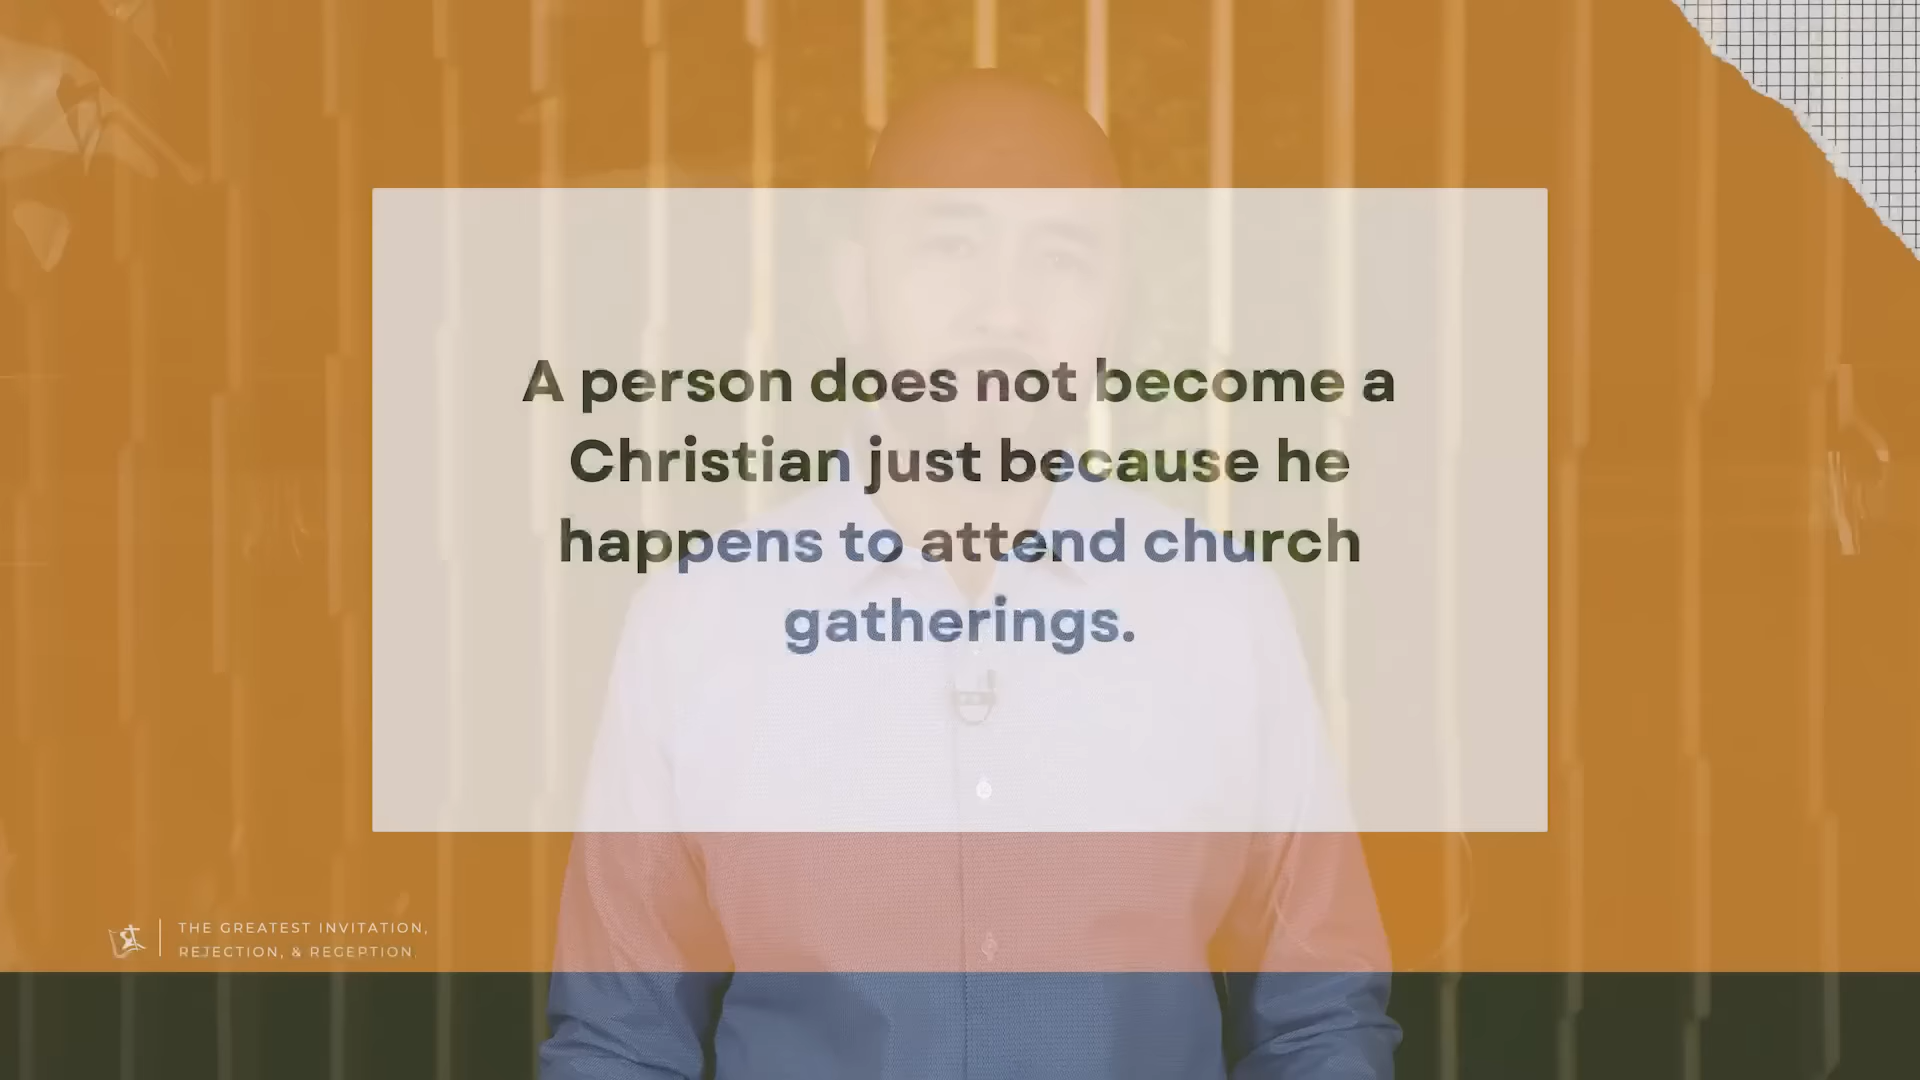 A person does not become a
Christian just because he
happens to attend church
gatherings.
THE GREATEST INVITATION,
REJECTION, & RECEPTION.